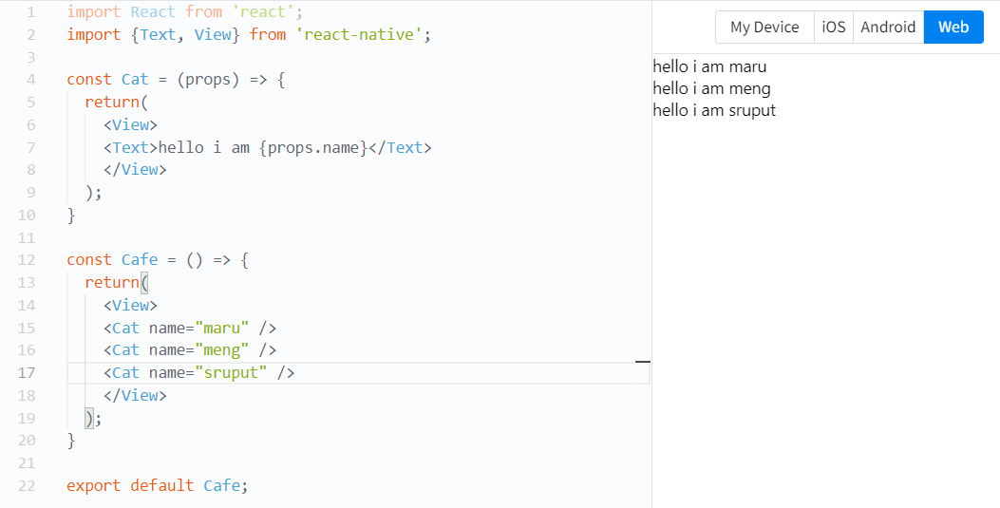 1 import React from 'react';
2 import {Text, View} from 'react-native';
3
4 const Cat = (props) => {
5 return(
6 <View>
7 <Text>hello i am {props.name}</Text>
8 </View>
9 );
10 }
11
12 const Cafe = () => {
13 return(
14 <View>
15 <Cat name="maru" />
16 <Cat name="meng" />
17 <Cat name="sruput" />
18 </View>
19 );
20 }
21
22 export default Cafe;
My Device iOS Android Web
hello i am maru
hello i am meng
hello i am sruput